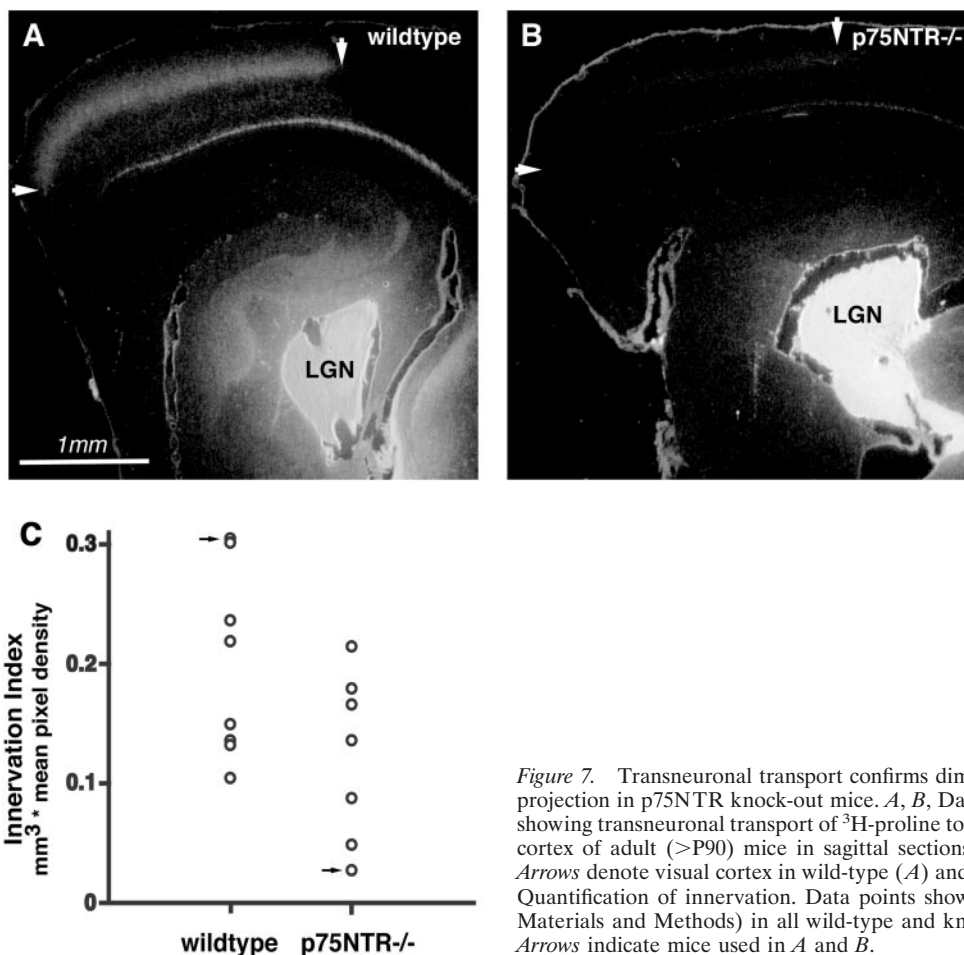 A
wildtype
LGN
1mm
B
p75NTR-/-
LGN
C
Innervation Index
mm³ * mean pixel density
0.3
0.2
0.1
0
wildtype
p75NTR-/-
Figure 7. Transneuronal transport confirms dim
projection in p75NTR knock-out mice. A, B, Da
showing transneuronal transport of ³H-proline to
cortex of adult (>P90) mice in sagittal sections
Arrows denote visual cortex in wild-type (A) and
Quantification of innervation. Data points show
Materials and Methods) in all wild-type and kn
Arrows indicate mice used in A and B.